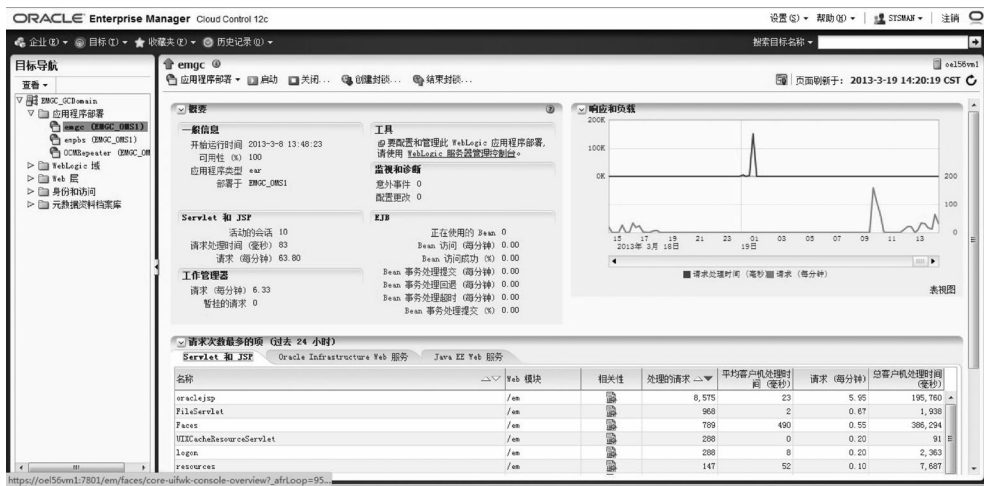 ORACLE Enterprise Manager Cloud Control 12c
设置(S) 帮助(H) SYSMAN 注销
企业(E) 目标(T) 收藏夹(F) 历史记录(O)
搜索目标名称
目标导航
查看
EMGC_GCDomain
应用程序部署
emgc (EMGC_OMS1)
empbs (EMGC_OMS1)
OCMRepeater (EMGC_OM
WebLogic 域
Web 层
身份和访问
元数据资料档案库
emgc
oel56vm1
应用程序部署 启动 关闭... 创建封锁... 结束封锁...
页面刷新于: 2013-3-19 14:20:19 CST
概要
一般信息
开始运行时间 2013-3-8 13:48:23
可用性 (%) 100
应用程序类型 ear
部署于 EMGC_OMS1
工具
要配置和管理此 WebLogic 应用程序部署,
请使用 WebLogic 服务器管理控制台。
监视和诊断
意外事件 0
配置更改 0
Servlet 和 JSP
活动的会话 10
请求处理时间 (毫秒) 83
请求 (每分钟) 63.80
工作管理器
请求 (每分钟) 6.33
暂挂的请求 0
EJB
正在使用的 Bean 0
Bean 访问 (每分钟) 0.00
Bean 访问成功 (%) 0.00
Bean 事务处理提交 (每分钟) 0.00
Bean 事务处理回退 (每分钟) 0.00
Bean 事务处理超时 (每分钟) 0.00
Bean 事务处理提交 (%) 0.00
响应和负载
200K
100K
0K
200
100
0
15 17 19 21 23 01 03 05 07 09 11 13
2013年 3月 18日 19日
请求处理时间 (毫秒) 请求 (每分钟)
表视图
请求次数最多的项 (过去 24 小时)
Servlet 和 JSP Oracle Infrastructure Web 服务 Java EE Web 服务
名称 Web 模块 相关性 处理的请求 平均客户机处理时间 (毫秒) 请求 (每分钟) 总客户机处理时间 (毫秒)
oraclejsp /em 8,575 23 5.95 195,760
FileServlet /em 968 2 0.67 1,938
Faces /em 789 490 0.55 386,294
UIXCacheResourceServlet /em 288 0 0.20 91
logon /em 288 8 0.20 2,363
resources /em 147 52 0.10 7,687
https://oel56vm1:7801/em/faces/core-uifwk-console-overview?_afrLoop=95...